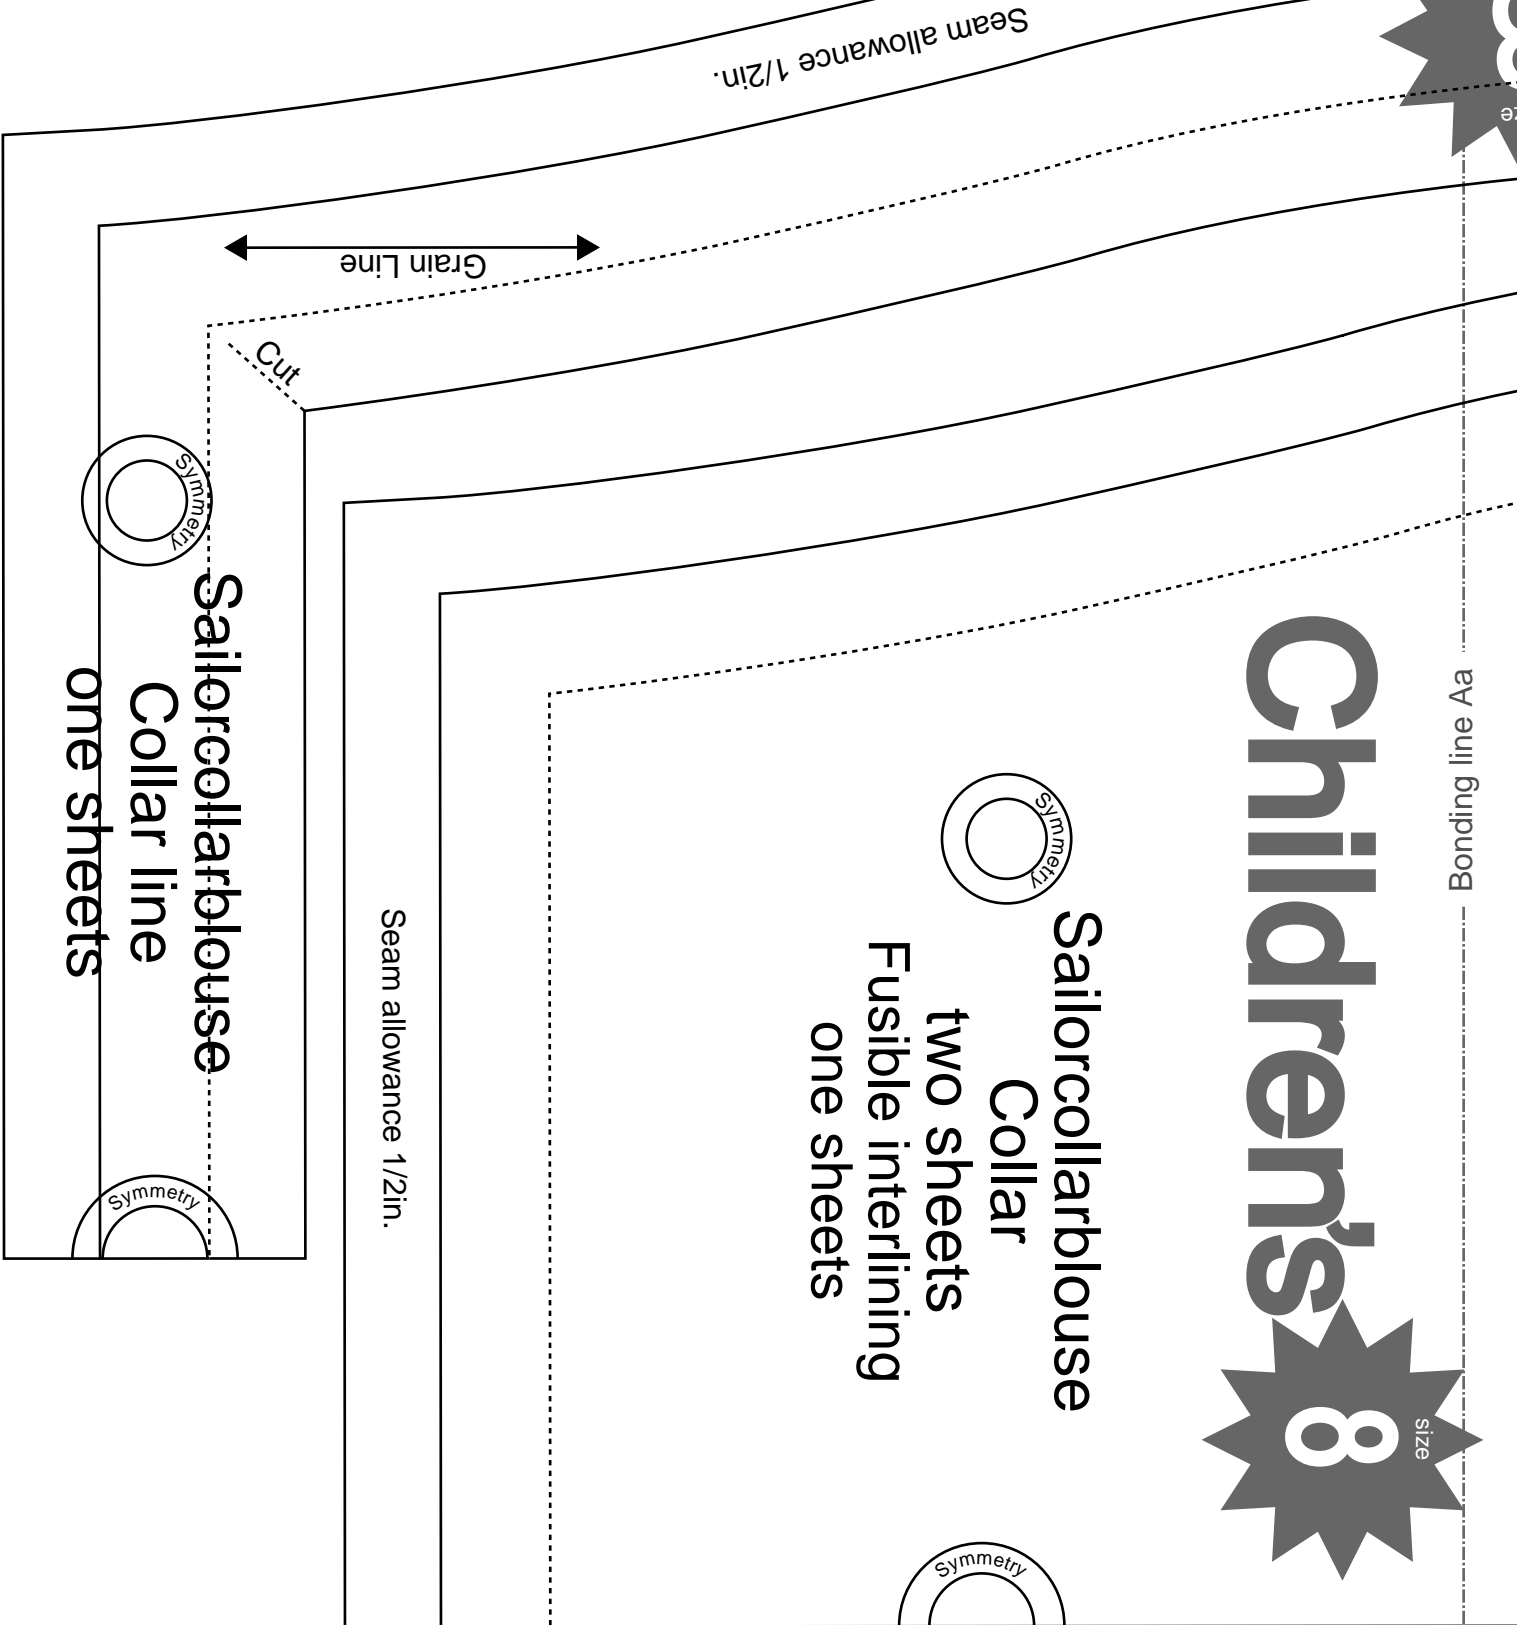 Seam allowance 1/2in.
Grain Line
Cut
Symmetry
Sailorcollarblouse
Collar line
one sheets
Symmetry
Seam allowance 1/2in.
Symmetry
Sailorcollarblouse
Collar
two sheets
Fusible interlining
one sheets
Symmetry
Children's
size
8
Bonding line Aa